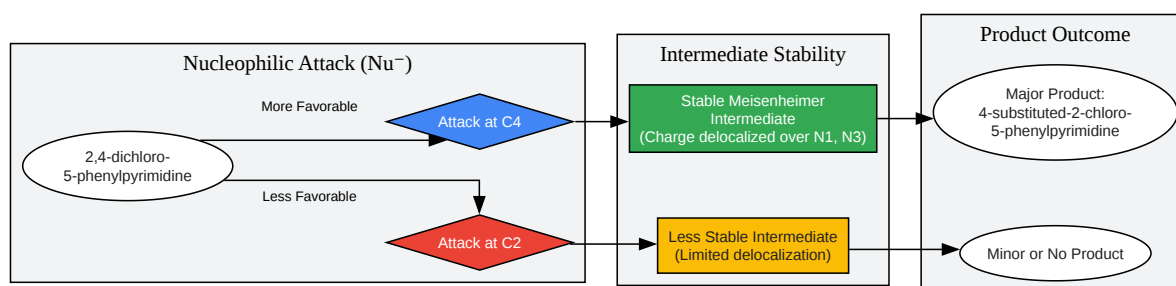 Nucleophilic Attack (Nu⁻)
2,4-dichloro-
5-phenylpyrimidine
More Favorable
Less Favorable
Attack at C4
Attack at C2
Intermediate Stability
Stable Meisenheimer
Intermediate
(Charge delocalized over N1, N3)
Less Stable Intermediate
(Limited delocalization)
Product Outcome
Major Product:
4-substituted-2-chloro-
5-phenylpyrimidine
Minor or No Product